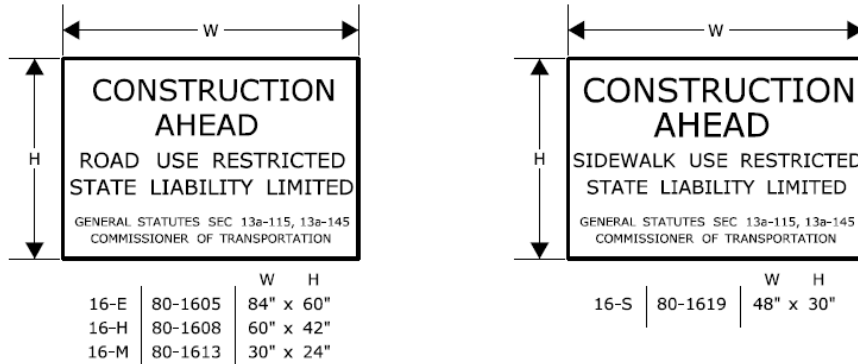 W
H
CONSTRUCTION
AHEAD
ROAD USE RESTRICTED
STATE LIABILITY LIMITED
GENERAL STATUTES SEC 13a-115, 13a-145
COMMISSIONER OF TRANSPORTATION
W H
16-E 80-1605 84" x 60"
16-H 80-1608 60" x 42"
16-M 80-1613 30" x 24"
W
H
CONSTRUCTION
AHEAD
SIDEWALK USE RESTRICTED
STATE LIABILITY LIMITED
GENERAL STATUTES SEC 13a-115, 13a-145
COMMISSIONER OF TRANSPORTATION
W H
16-S 80-1619 48" x 30"